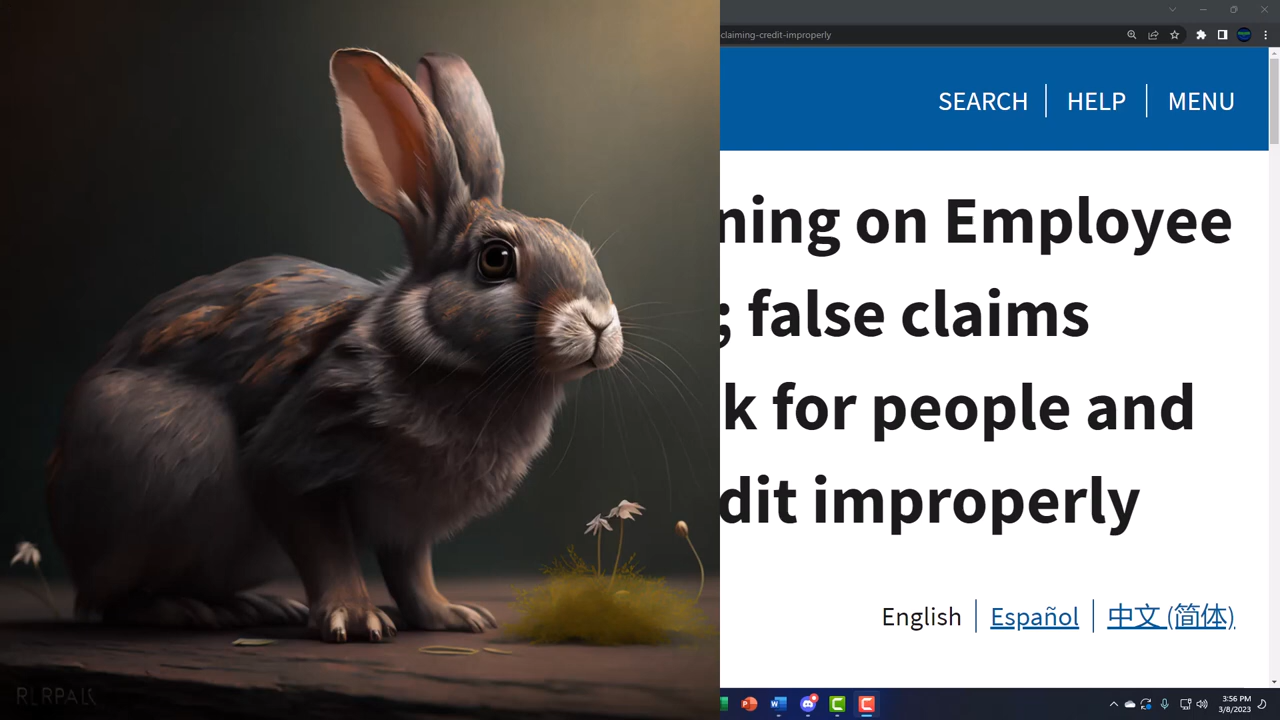 claiming-credit-improperly
SEARCH HELP MENU
ning on Employee
; false claims
k for people and
dit improperly
English Español 中文 (简体)
3:56 PM
3/8/2023